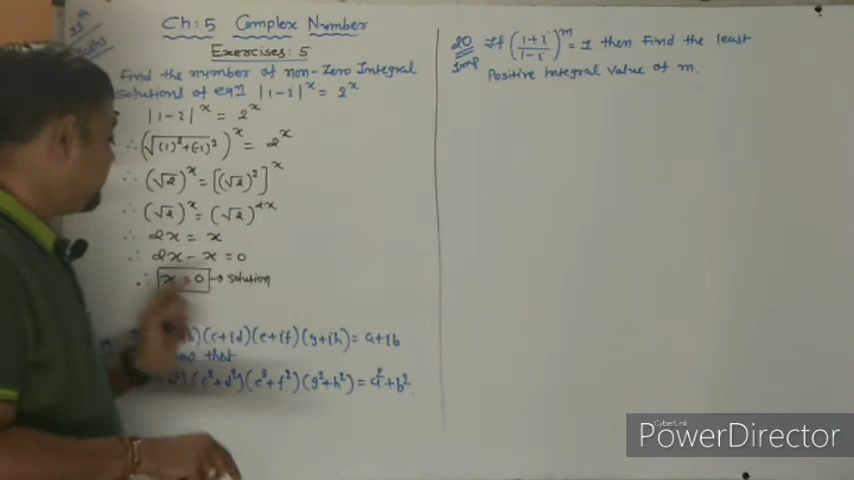 11th
Maths
Ch: 5 Complex Number
Exercises: 5
Find the number of non-zero Integral
solutions of eqn |1-i|^x = 2^x
|1-i|^x = 2^x
∴ (√(1)²+(-1)²)^x = 2^x
∴ (√2)^x = [(√2)²]^x
∴ (√2)^x = (√2)^2x
∴ 2x = x
∴ 2x - x = 0
∴ x = 0 → solution
b)(c+id)(e+if)(g+ih) = a+ib
that
(c²+d²)(e²+f²)(g²+h²) = a²+b².
20 If (1+i/1-i)^m = 1 then Find the least
Imp Positive Integral value of m.
CyberLink
PowerDirector